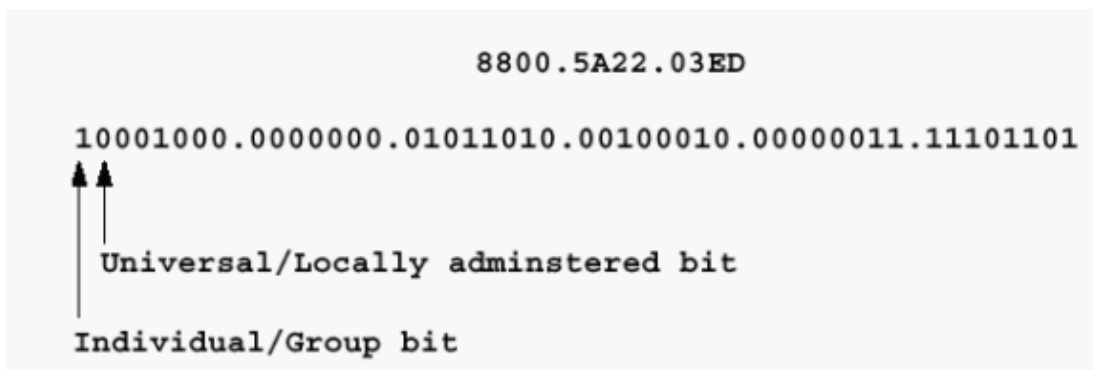 8800.5A22.03ED
10001000.0000000.01011010.00100010.00000011.11101101
Universal/Locally adminstered bit
Individual/Group bit